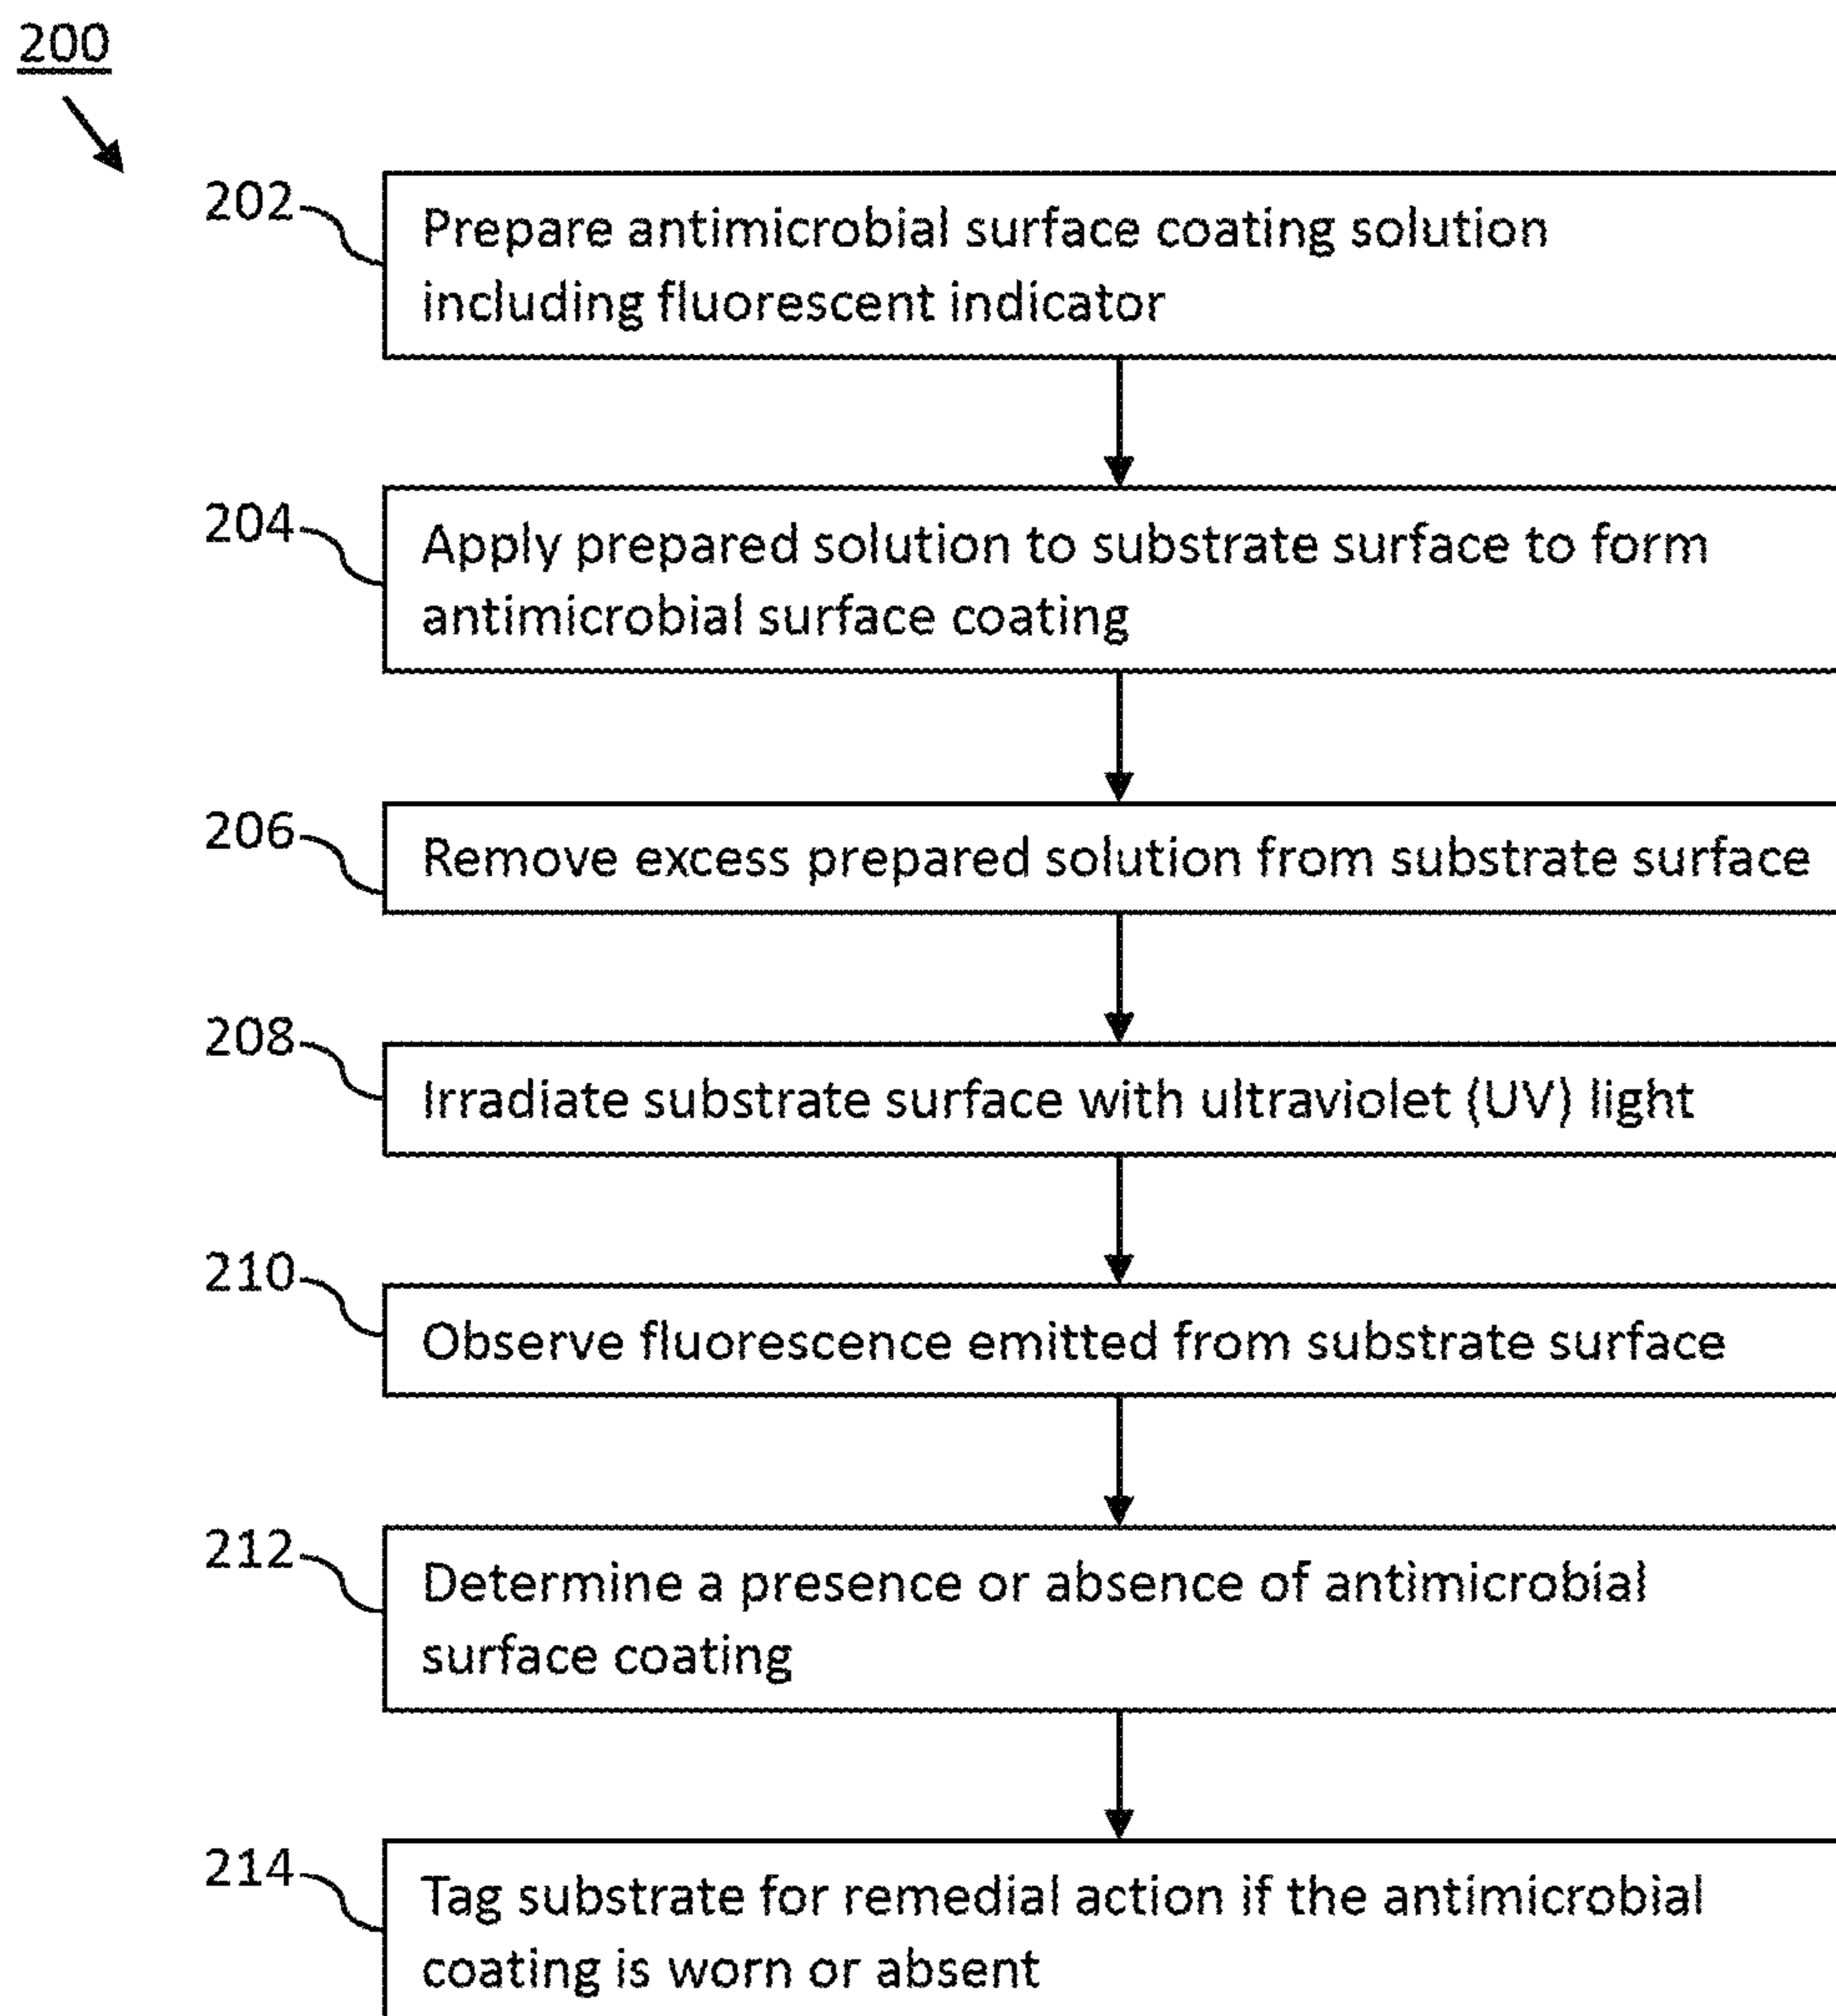 200
202
Prepare antimicrobial surface coating solution
including fluorescent indicator
204
Apply prepared solution to substrate surface to form
antimicrobial surface coating
206
Remove excess prepared solution from substrate surface
208
Irradiate substrate surface with ultraviolet (UV) light
210
Observe fluorescence emitted from substrate surface
212
Determine a presence or absence of antimicrobial
surface coating
214
Tag substrate for remedial action if the antimicrobial
coating is worn or absent